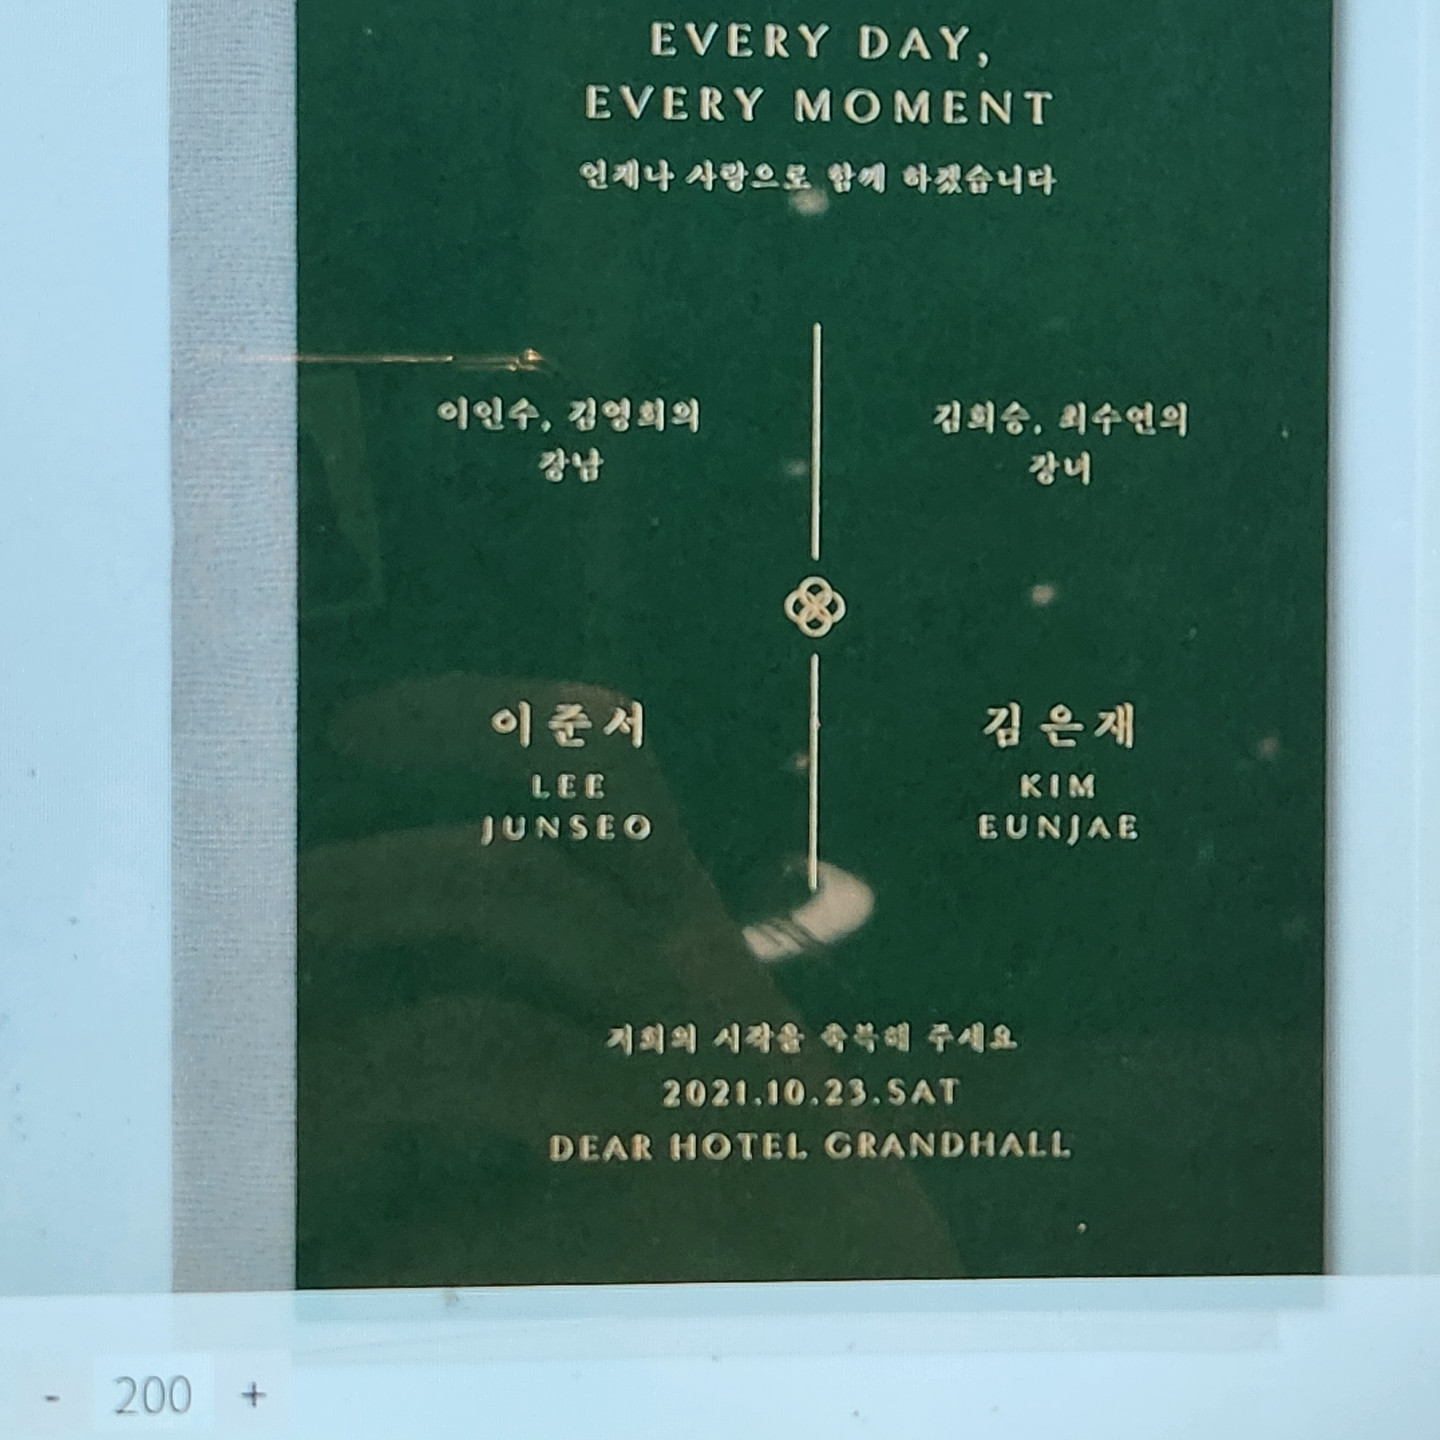 EVERY DAY,
EVERY MOMENT
언제나 사랑으로 함께 하겠습니다
이인수, 김영희의
장남
김희승, 최수연의
장녀
이준서
LEE
JUNSEO
김은재
KIM
EUNJAE
저희의 시작을 축복해 주세요
2021.10.23.SAT
DEAR HOTEL GRANDHALL
- 200 +